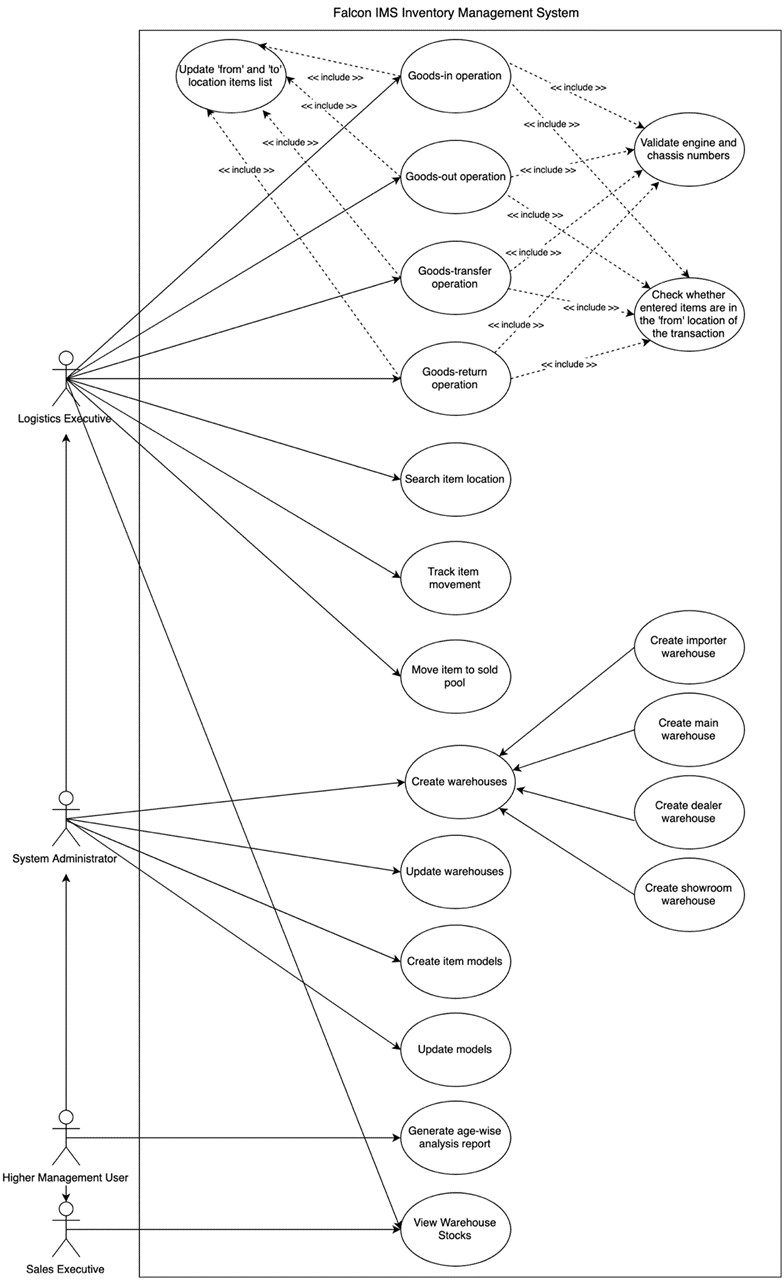 Falcon IMS Inventory Management System
Update 'from' and 'to'
location items list
Goods-in operation
<< include >>
<< include >>
<< include >>
<< include >>
Validate engine and
chassis numbers
<< include >>
<< include >>
Goods-out operation
<< include >>
<< include >>
<< include >>
Goods-transfer
operation
Check whether
entered items are in
the 'from' location of
the transaction
<< include >>
<< include >>
Goods-return
operation
<< include >>
Logistics Executive
Search item location
Track item
movement
Move item to sold
pool
Create importer
warehouse
Create main
warehouse
Create warehouses
Create dealer
warehouse
System Administrator
Update warehouses
Create showroom
warehouse
Create item models
Update models
Generate age-wise
analysis report
Higher Management User
View Warehouse
Stocks
Sales Executive